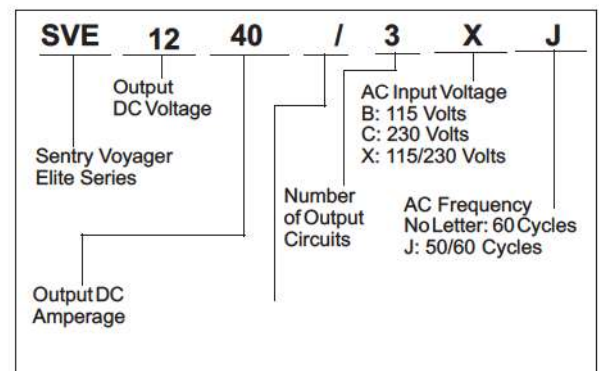 SVE 12 40 / 3 X J
Output
DC Voltage
Sentry Voyager
Elite Series
Output DC
Amperage
Number
of Output
Circuits
AC Input Voltage
B: 115 Volts
C: 230 Volts
X: 115/230 Volts
AC Frequency
No Letter: 60 Cycles
J: 50/60 Cycles